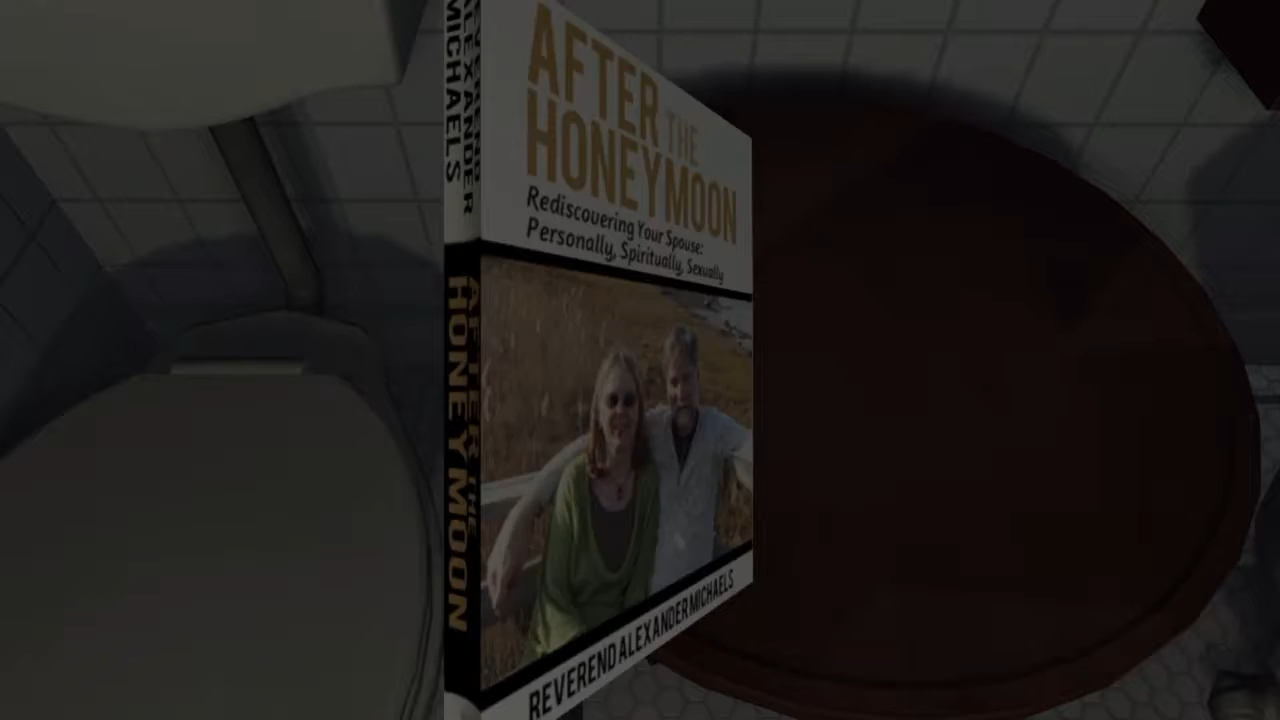 REVEREND
ALEXANDER
MICHAELS
AFTER THE
HONEYMOON
AFTER THE
HONEYMOON
Rediscovering Your Spouse:
Personally, Spiritually, Sexually
REVEREND ALEXANDER MICHAELS